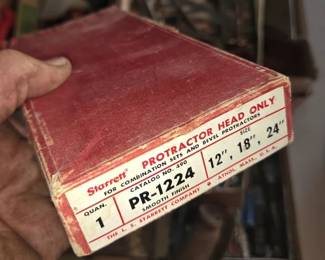 Starrett PROTRACTOR HEAD ONLY
FOR COMBINATION SETS AND BEVEL PROTRACTORS
QUAN.
1
CATALOG NO. 490
PR-1224
SMOOTH FINISH
SIZE
12", 18", 24"
THE L. S. STARRETT COMPANY ATHOL, MASS., U.S.A.